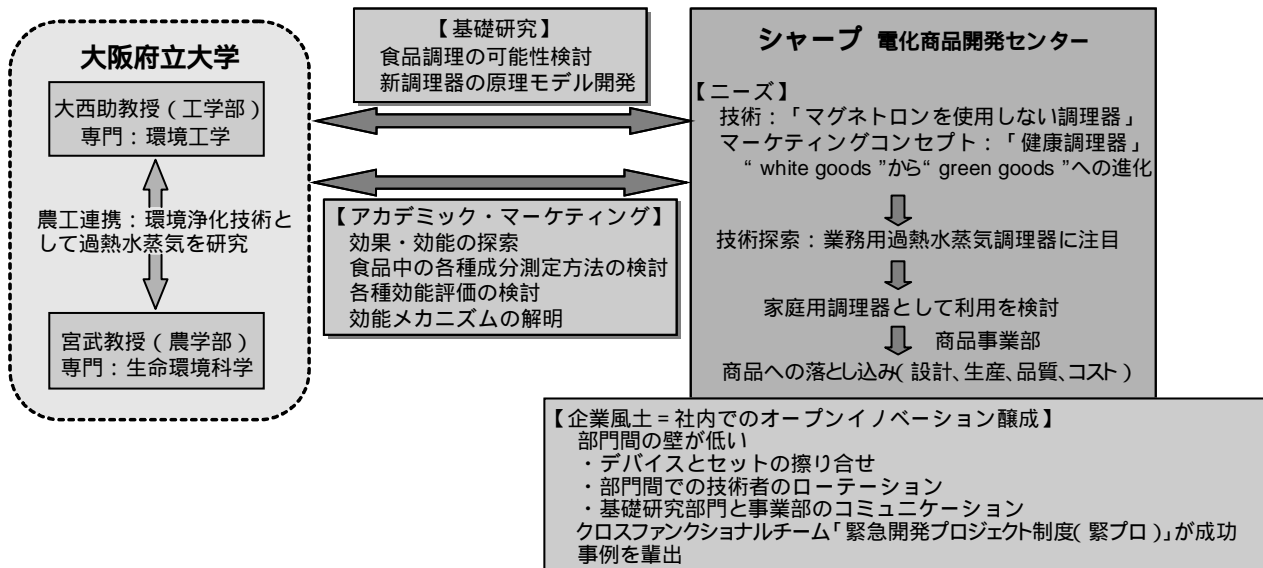 大阪府立大学
大西助教授（工学部）
専門：環境工学
農工連携：環境浄化技術と
して過熱水蒸気を研究
宮武教授（農学部）
専門：生命環境科学
【基礎研究】
食品調理の可能性検討
新調理器の原理モデル開発
【アカデミック・マーケティング】
効果・効能の探索
食品中の各種成分測定方法の検討
各種効能評価の検討
効能メカニズムの解明
シャープ 電化商品開発センター
【ニーズ】
技術：「マグネトロンを使用しない調理器」
マーケティングコンセプト：「健康調理器」
“ white goods ”から“ green goods ”への進化
技術探索：業務用過熱水蒸気調理器に注目
家庭用調理器として利用を検討
商品事業部
商品への落とし込み（設計、生産、品質、コスト）
【企業風土＝社内でのオープンイノベーション醸成】
部門間の壁が低い
・デバイスとセットの擦り合せ
・部門間での技術者のローテーション
・基礎研究部門と事業部のコミュニケーション
クロスファンクショナルチーム「緊急開発プロジェクト制度（緊プロ）」が成功
事例を輩出